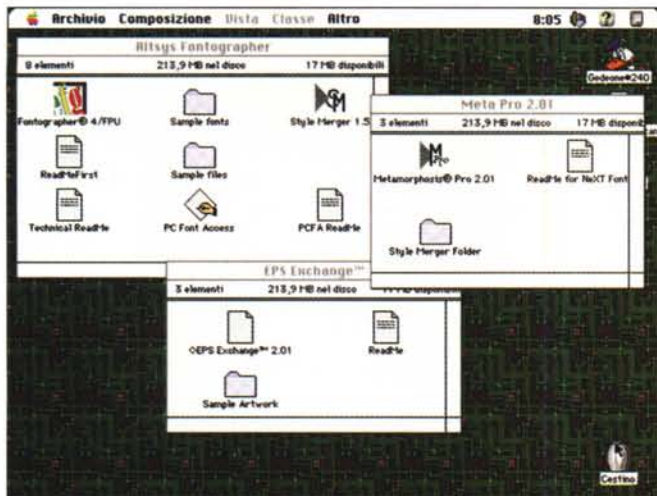 Archivio Composizione Vista Classe Altro 8:05
Altsys Fontographer
8 elementi 213,9 MB nel disco 17 MB disponibili
Fontographer® 4/FPU Sample fonts Style Merger 1.5
ReadMeFirst Sample files
Technical ReadMe PC Font Access PCFA ReadMe
Gedeone#240
Meta Pro 2.01
3 elementi 213,9 MB nel disco 17 MB
Metamorphosis® Pro 2.01 ReadMe for NeXT Font
Style Merger Folder
EPS Exchange™
3 elementi 213,9 MB nel disco
◇EPS Exchange™ 2.01 ReadMe
Sample Artwork
Cestino